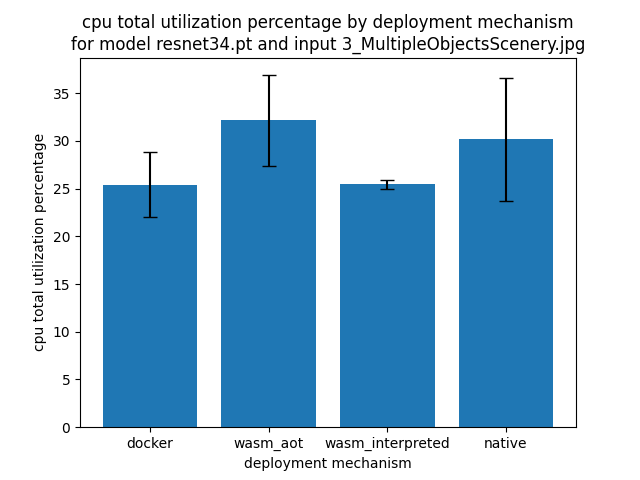 cpu total utilization percentage by deployment mechanism
for model resnet34.pt and input 3_MultipleObjectsScenery.jpg
cpu total utilization percentage
35
30
25
20
15
10
5
0
docker wasm_aot wasm_interpreted native
deployment mechanism